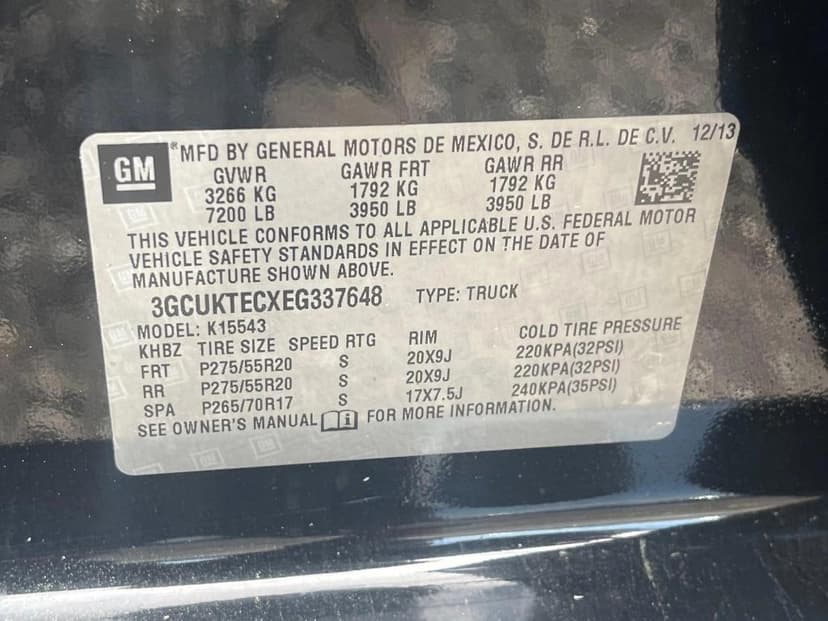 GM ®MFD BY GENERAL MOTORS DE MEXICO, S. DE R.L. DE C.V. 12/13
GVWR GAWR FRT GAWR RR
3266 KG 1792 KG 1792 KG
7200 LB 3950 LB 3950 LB
THIS VEHICLE CONFORMS TO ALL APPLICABLE U.S. FEDERAL MOTOR
VEHICLE SAFETY STANDARDS IN EFFECT ON THE DATE OF
MANUFACTURE SHOWN ABOVE.
3GCUKTECXEG337648 TYPE: TRUCK
MODEL: K15543
KHBZ TIRE SIZE SPEED RTG RIM COLD TIRE PRESSURE
FRT P275/55R20 S 20X9J 220KPA(32PSI)
RR P275/55R20 S 20X9J 220KPA(32PSI)
SPA P265/70R17 S 17X7.5J 240KPA(35PSI)
SEE OWNER'S MANUAL i FOR MORE INFORMATION.